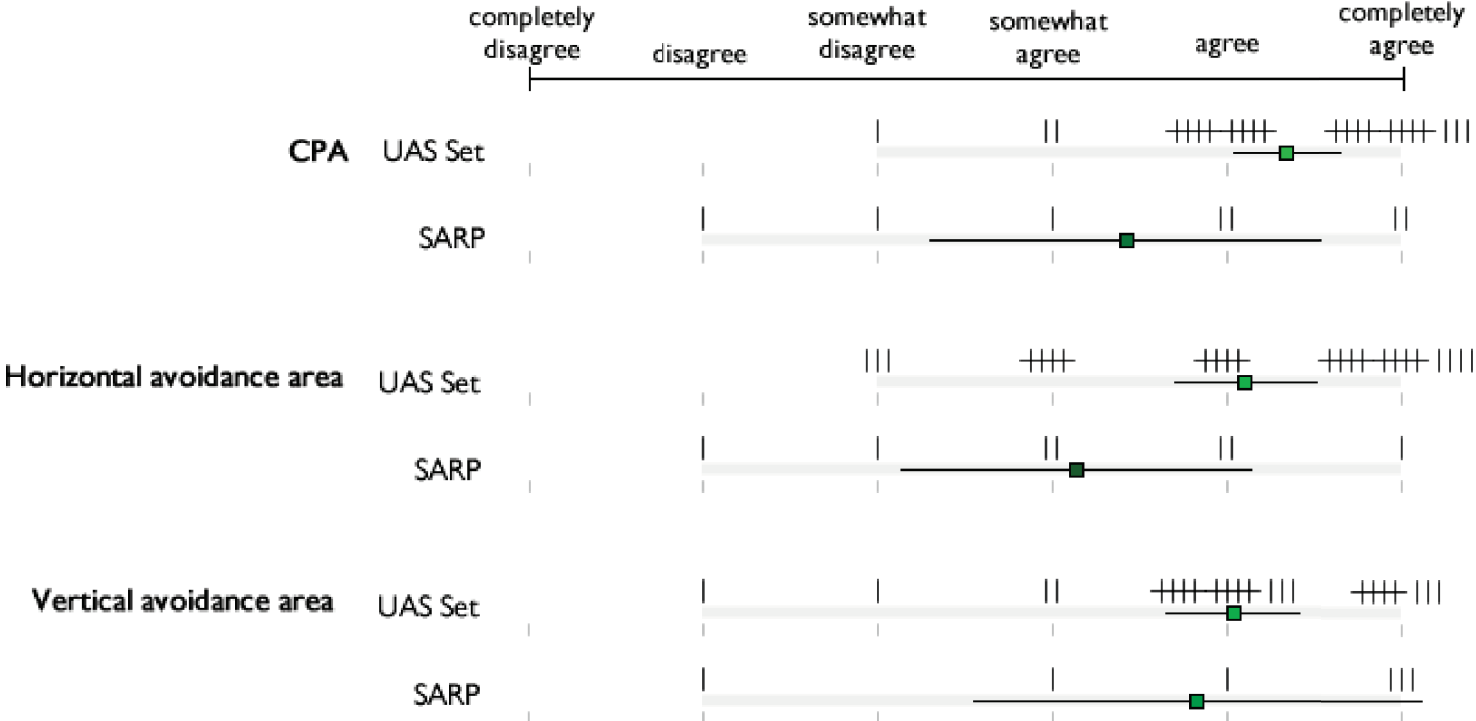 completely disagree
disagree
somewhat disagree
somewhat agree
agree
completely agree
CPA UAS Set
SARP
Horizontal avoidance area UAS Set
SARP
Vertical avoidance area UAS Set
SARP